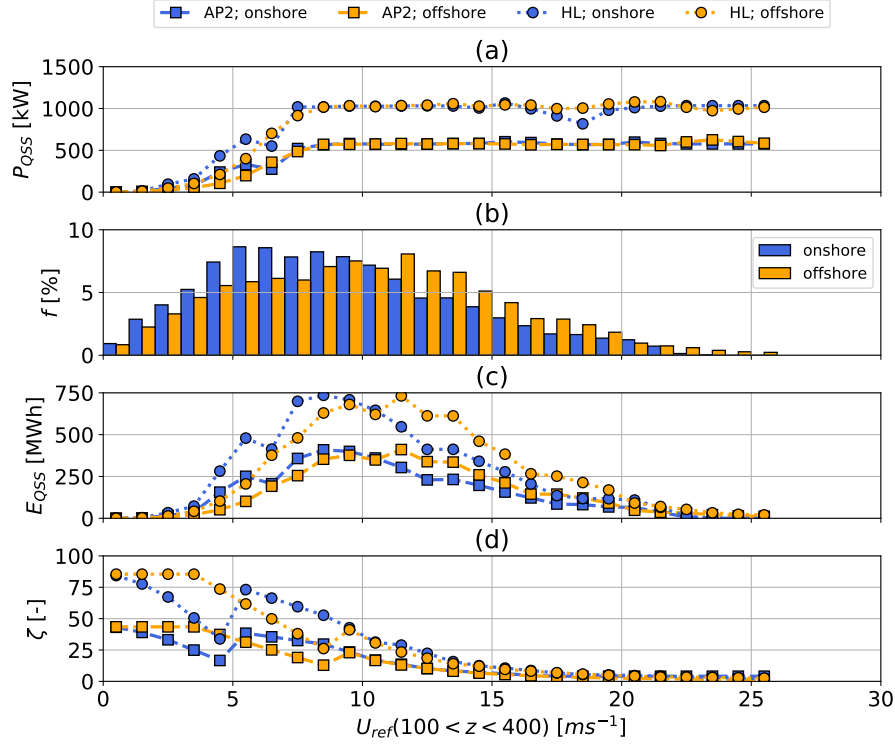 AP2; onshore AP2; offshore HL; onshore HL; offshore
(a)
1500
1000
500
0
P_QSS [kW]
(b)
10
5
0
f [%]
onshore
offshore
(c)
750
500
250
0
E_QSS [MWh]
(d)
100
75
50
25
0
ζ [-]
0 5 10 15 20 25 30
U_ref(100 < z < 400) [ms⁻¹]